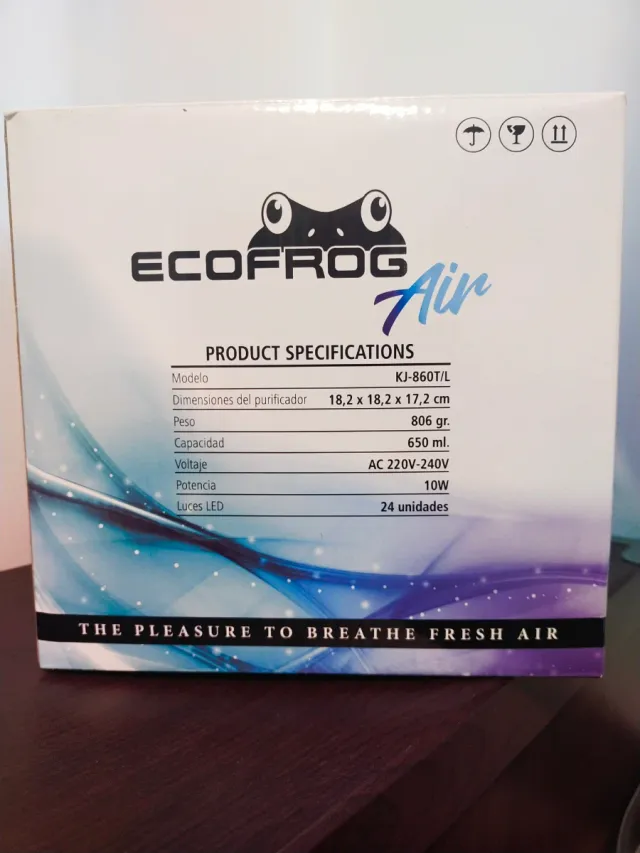 ECOFROG
Air
PRODUCT SPECIFICATIONS
Modelo KJ-860T/L
Dimensiones del purificador 18,2 x 18,2 x 17,2 cm
Peso 806 gr.
Capacidad 650 ml.
Voltaje AC 220V-240V
Potencia 10W
Luces LED 24 unidades
THE PLEASURE TO BREATHE FRESH AIR